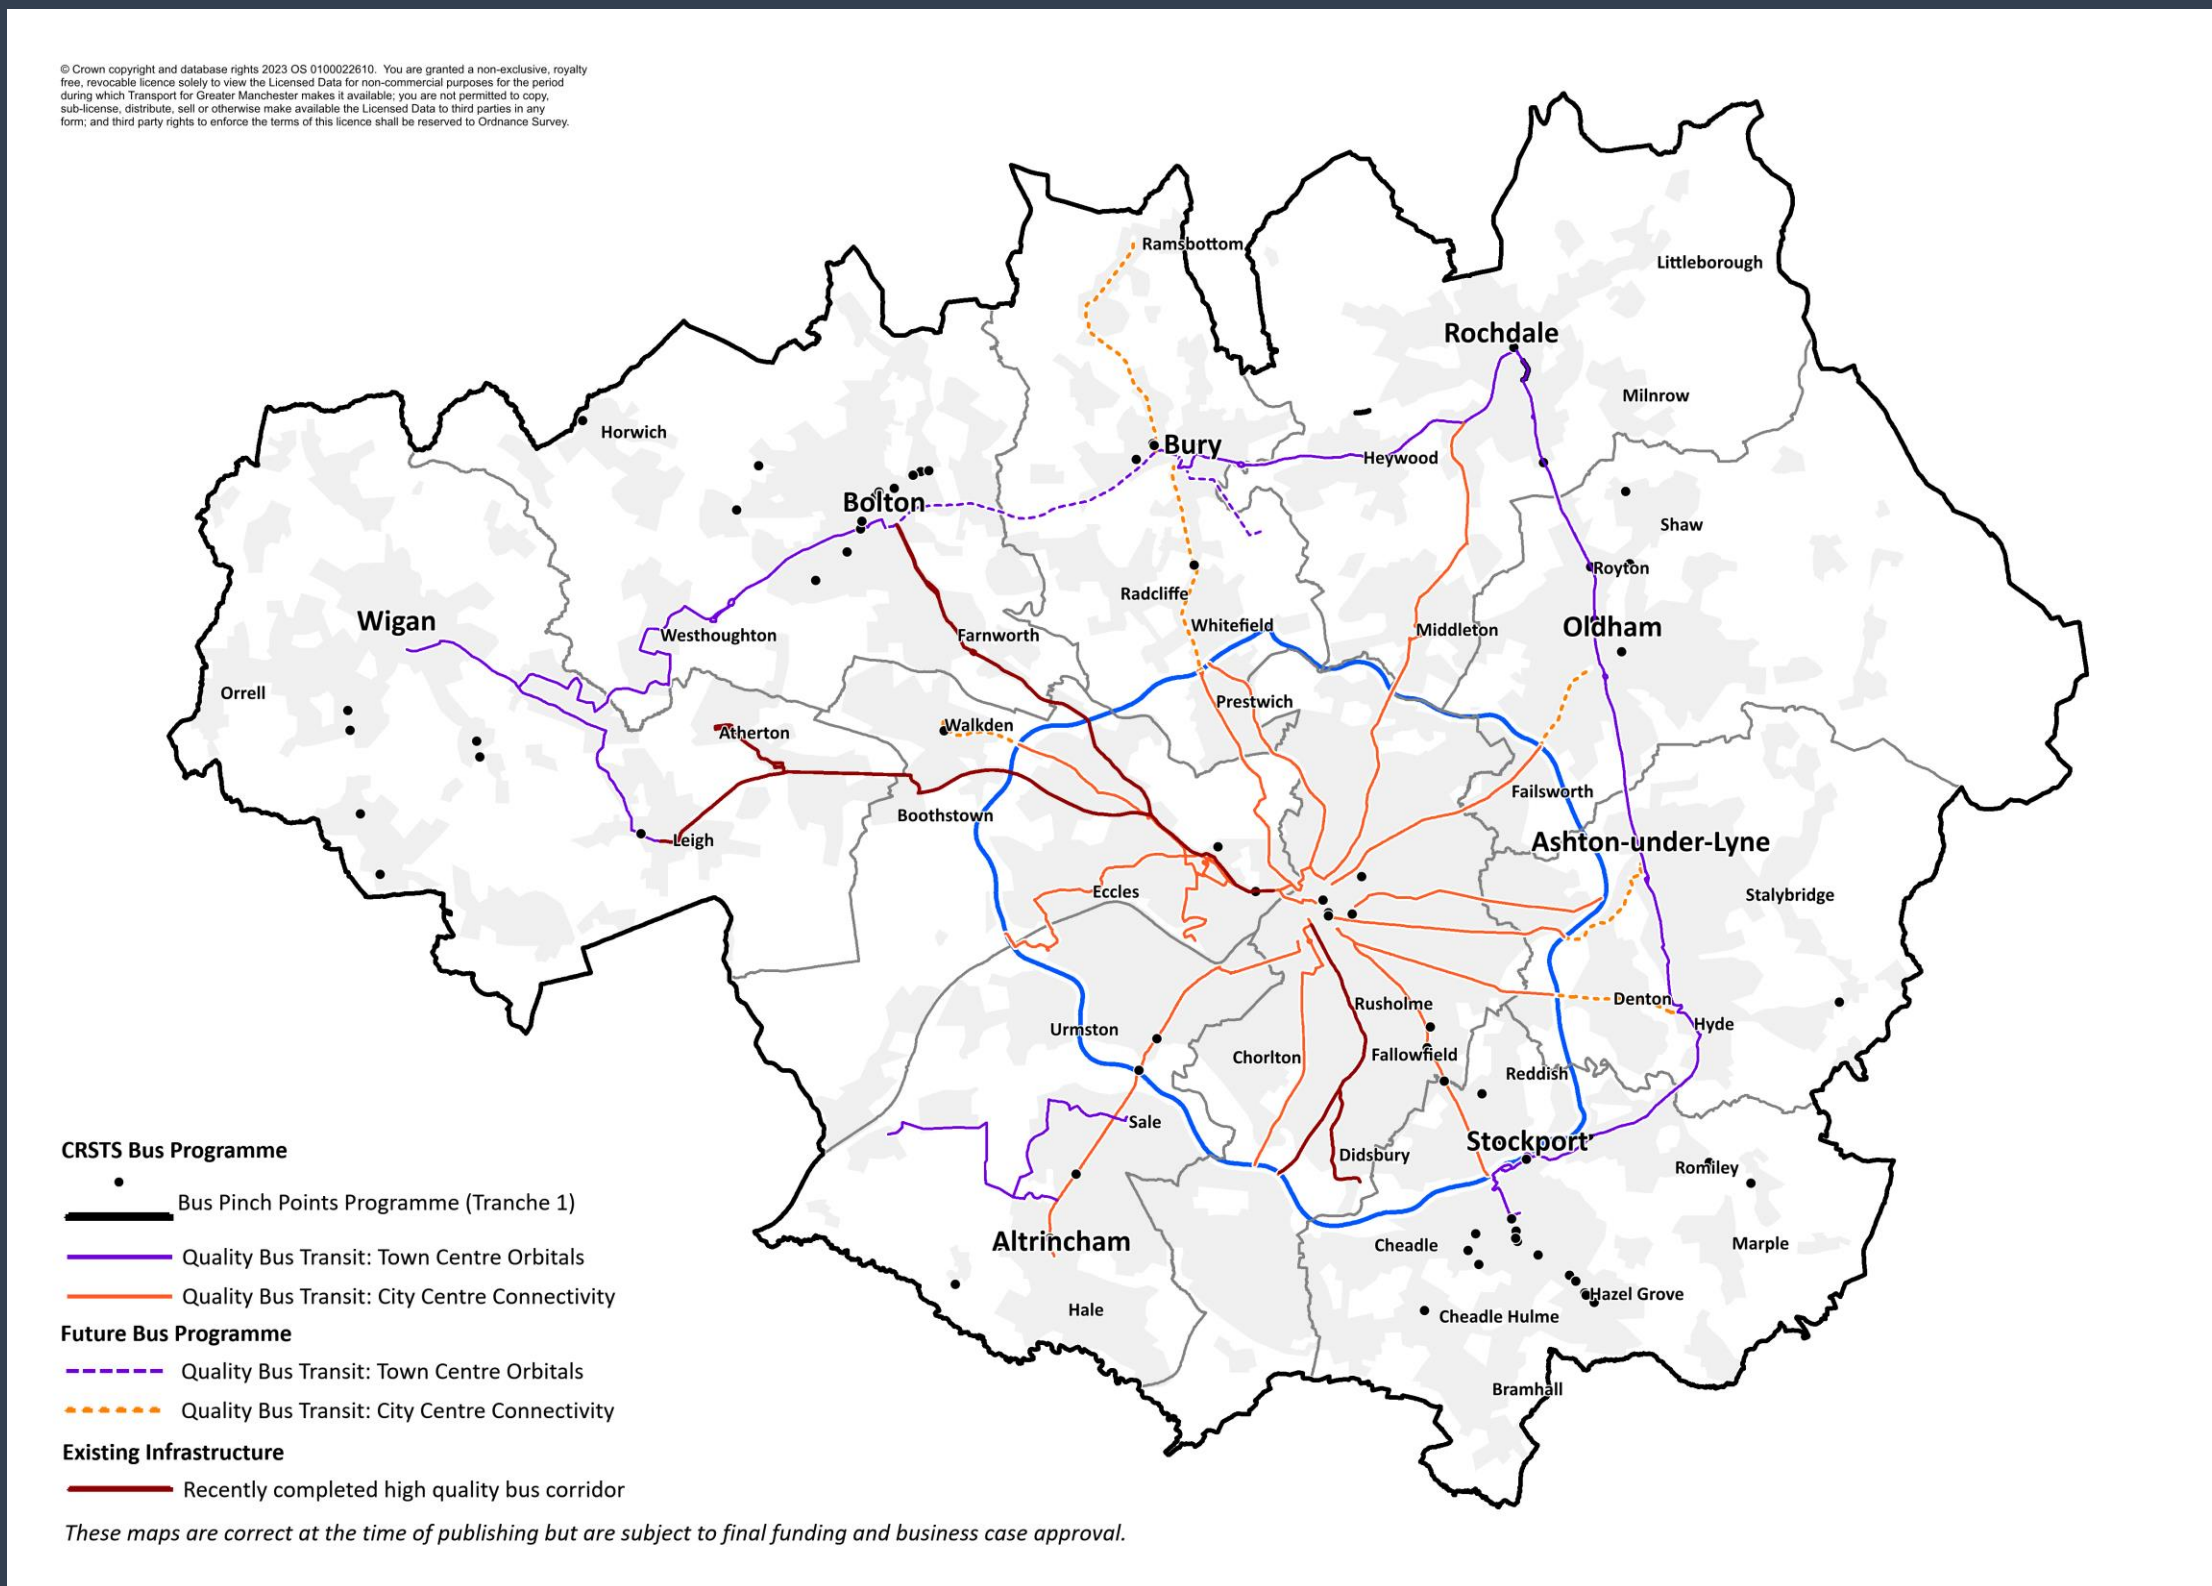 © Crown copyright and database rights 2023 OS 0100022610.  You are granted a non-exclusive, royalty
free, revocable licence solely to view the Licensed Data for non-commercial purposes for the period
during which Transport for Greater Manchester makes it available; you are not permitted to copy,
sub-license, distribute, sell or otherwise make available the Licensed Data to third parties in any
form; and third party rights to enforce the terms of this licence shall be reserved to Ordnance Survey.
Ramsbottom
Littleborough
Rochdale
Milnrow
Horwich
Bury
Heywood
Bolton
Shaw
Royton
Radcliffe
Wigan
Whitefield
Middleton
Oldham
Westhoughton
Farnworth
Orrell
Prestwich
Walkden
Atherton
Failsworth
Boothstown
Leigh
Ashton-under-Lyne
Eccles
Stalybridge
Denton
Rusholme
Hyde
Urmston
Chorlton
Fallowfield
Reddish
Sale
Stockport
Didsbury
Romiley
Altrincham
Cheadle
Marple
Hale
Hazel Grove
Cheadle Hulme
Bramhall
CRSTS Bus Programme
Bus Pinch Points Programme (Tranche 1)
Quality Bus Transit: Town Centre Orbitals
Quality Bus Transit: City Centre Connectivity
Future Bus Programme
Quality Bus Transit: Town Centre Orbitals
Quality Bus Transit: City Centre Connectivity
Existing Infrastructure
Recently completed high quality bus corridor
These maps are correct at the time of publishing but are subject to final funding and business case approval.